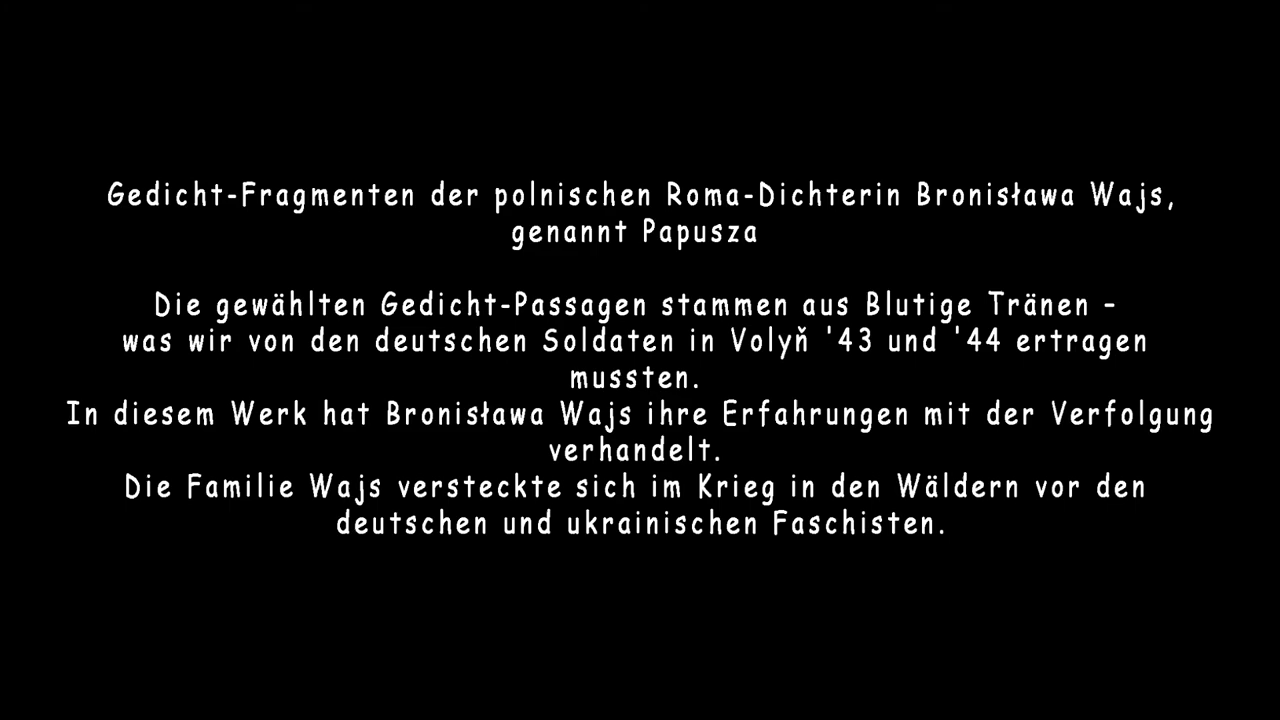 Gedicht-Fragmenten der polnischen Roma-Dichterin Bronisława Wajs,
genannt Papusza
Die gewählten Gedicht-Passagen stammen aus Blutige Tränen -
was wir von den deutschen Soldaten in Volyň '43 und '44 ertragen
mussten.
In diesem Werk hat Bronisława Wajs ihre Erfahrungen mit der Verfolgung
verhandelt.
Die Familie Wajs versteckte sich im Krieg in den Wäldern vor den
deutschen und ukrainischen Faschisten.